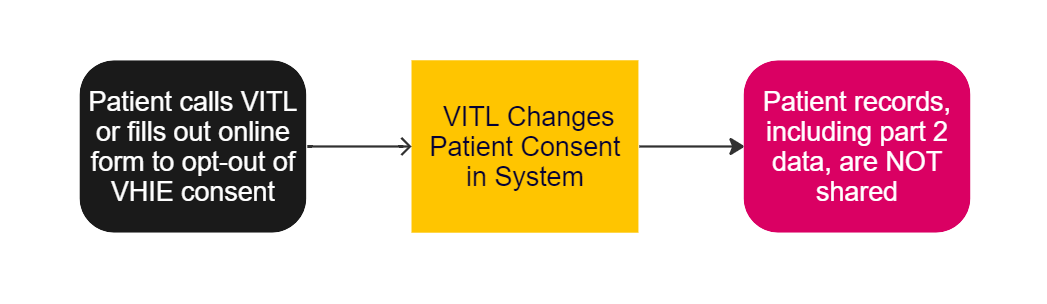 Patient calls VITL
or fills out online
form to opt-out of
VHIE consent
VITL Changes
Patient Consent
in System
Patient records,
including part 2
data, are NOT
shared